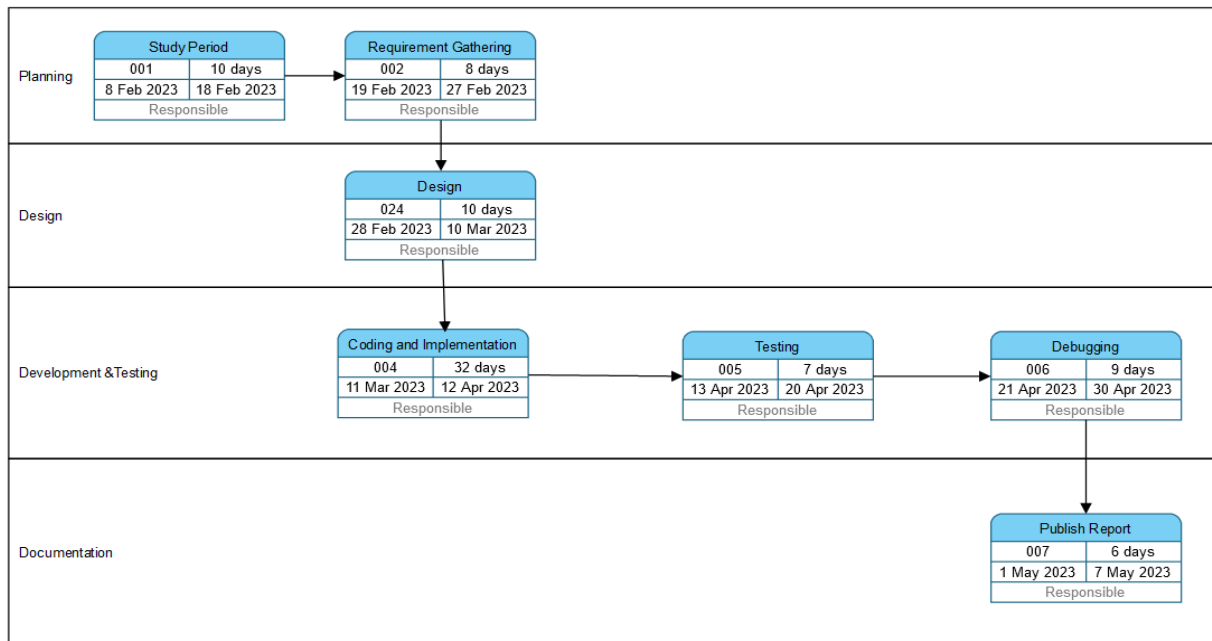 Planning
Study Period
001 10 days
8 Feb 2023 18 Feb 2023
Responsible
Requirement Gathering
002 8 days
19 Feb 2023 27 Feb 2023
Responsible
Design
Design
024 10 days
28 Feb 2023 10 Mar 2023
Responsible
Development &Testing
Coding and Implementation
004 32 days
11 Mar 2023 12 Apr 2023
Responsible
Testing
005 7 days
13 Apr 2023 20 Apr 2023
Responsible
Debugging
006 9 days
21 Apr 2023 30 Apr 2023
Responsible
Documentation
Publish Report
007 6 days
1 May 2023 7 May 2023
Responsible